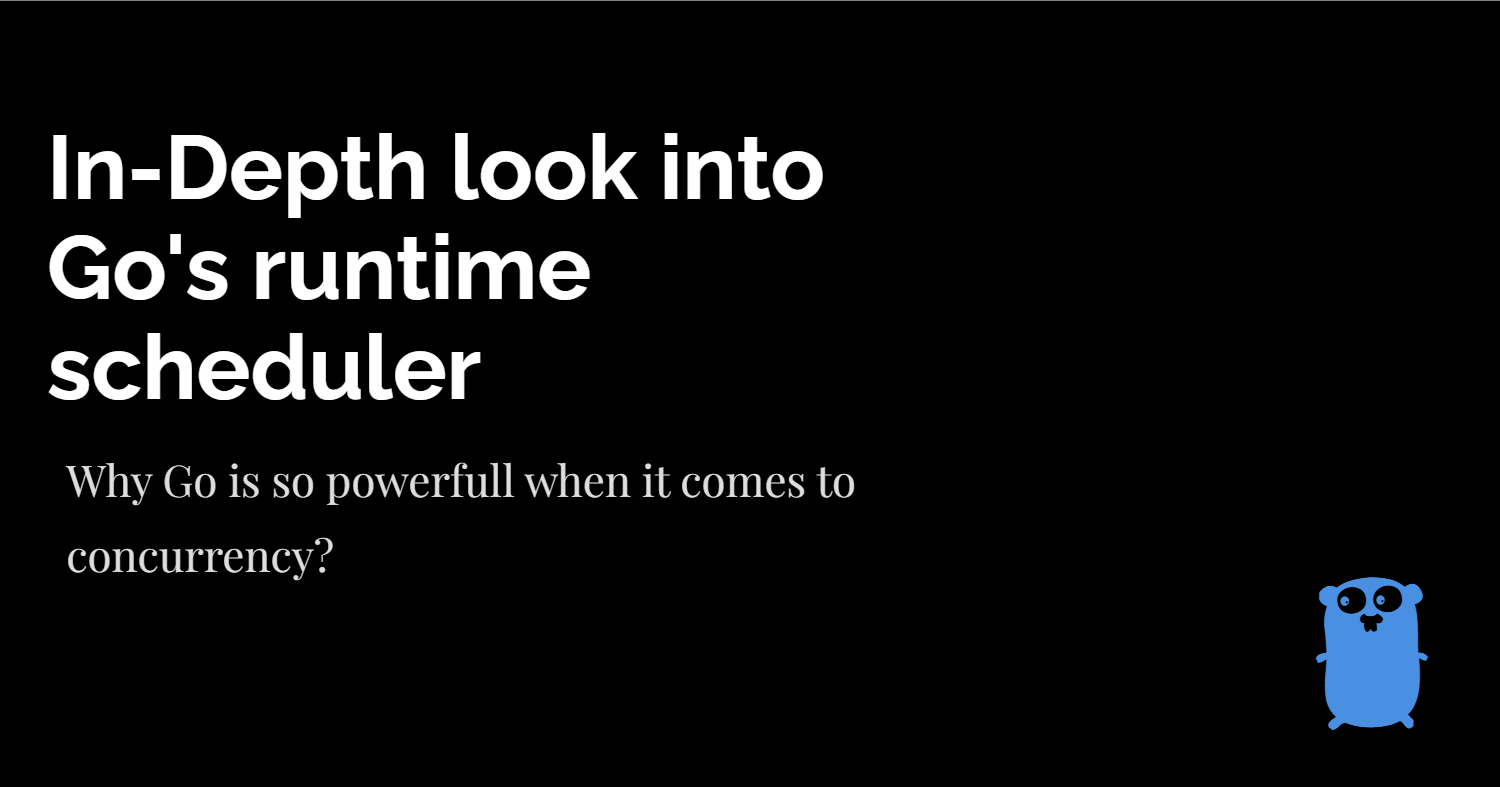 In-Depth look into
Go's runtime
scheduler
Why Go is so powerfull when it comes to
concurrency?